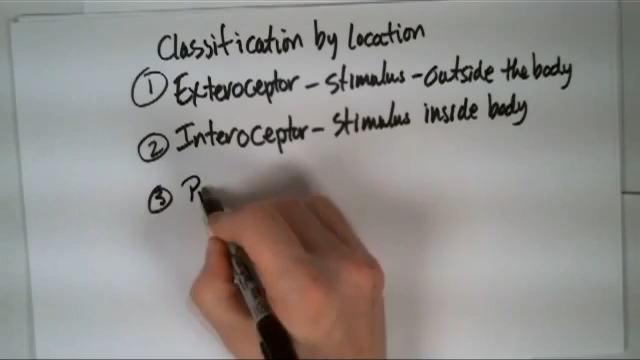 Classification by location
① Exteroceptor - stimulus - outside the body
② Interoceptor - stimulus inside body
③ P